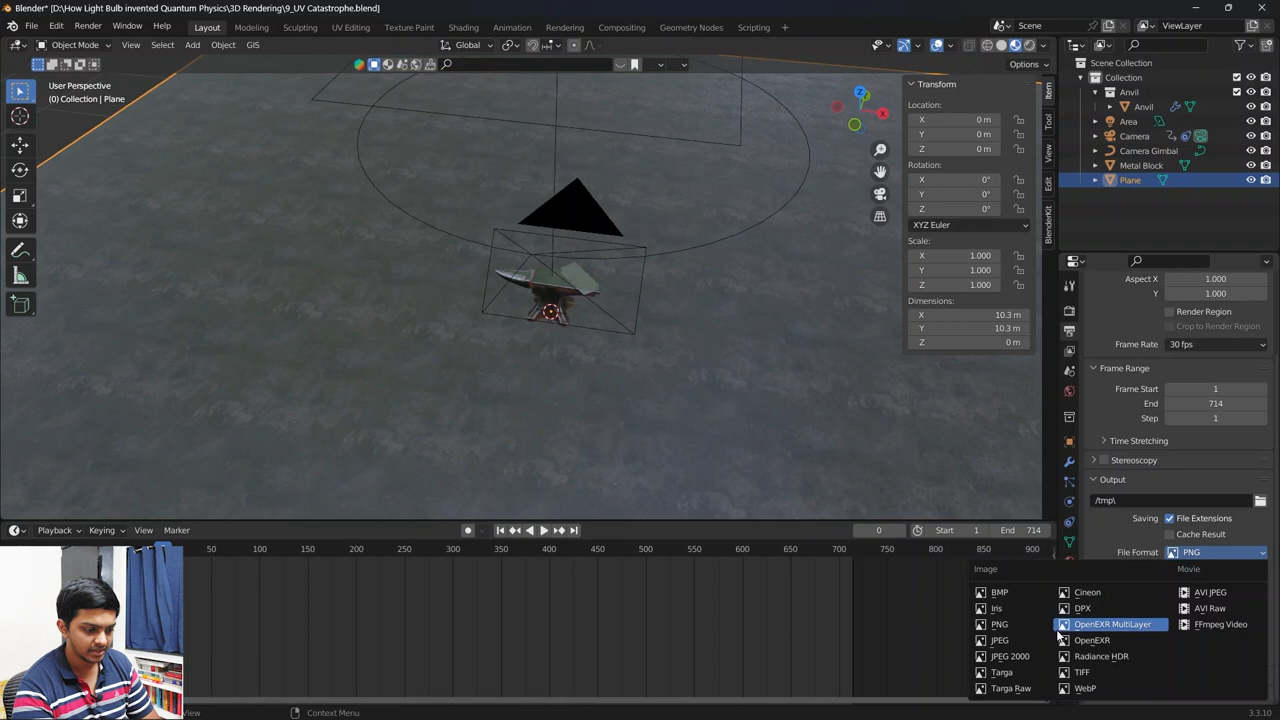 Blender* [D:\How Light Bulb invented Quantum Physics\3D Rendering\9_UV Catastrophe.blend]
File Edit Render Window Help Layout Modeling Sculpting UV Editing Texture Paint Shading Animation Rendering Compositing Geometry Nodes Scripting + Scene ViewLayer
Object Mode View Select Add Object GIS Global
Options
User Perspective
(0) Collection | Plane
Transform
Location:
X 0 m
Y 0 m
Z 0 m
Rotation:
X 0°
Y 0°
Z 0°
XYZ Euler
Scale:
X 1.000
Y 1.000
Z 1.000
Dimensions:
X 10.3 m
Y 10.3 m
Z 0 m
Item
Tool
View
Edit
BlenderKit
X
Y
Z
Scene Collection
Collection
Anvil
Anvil
Area
Camera
Camera Gimbal
Metal Block
Plane
Aspect X 1.000
Y 1.000
Render Region
Crop to Render Region
Frame Rate 30 fps
Frame Range
Frame Start 1
End 714
Step 1
Time Stretching
Stereoscopy
Output
/tmp\
Saving File Extensions
Cache Result
File Format PNG
Playback Keying View Marker 0 Start 1 End 714
50 100 150 200 250 300 350 400 450 500 550 600 650 700 750 800 850 900
Image Movie
BMP Cineon AVI JPEG
Iris DPX AVI Raw
PNG OpenEXR MultiLayer FFmpeg Video
JPEG OpenEXR
JPEG 2000 Radiance HDR
Targa TIFF
Targa Raw WebP
View Context Menu 3.3.10